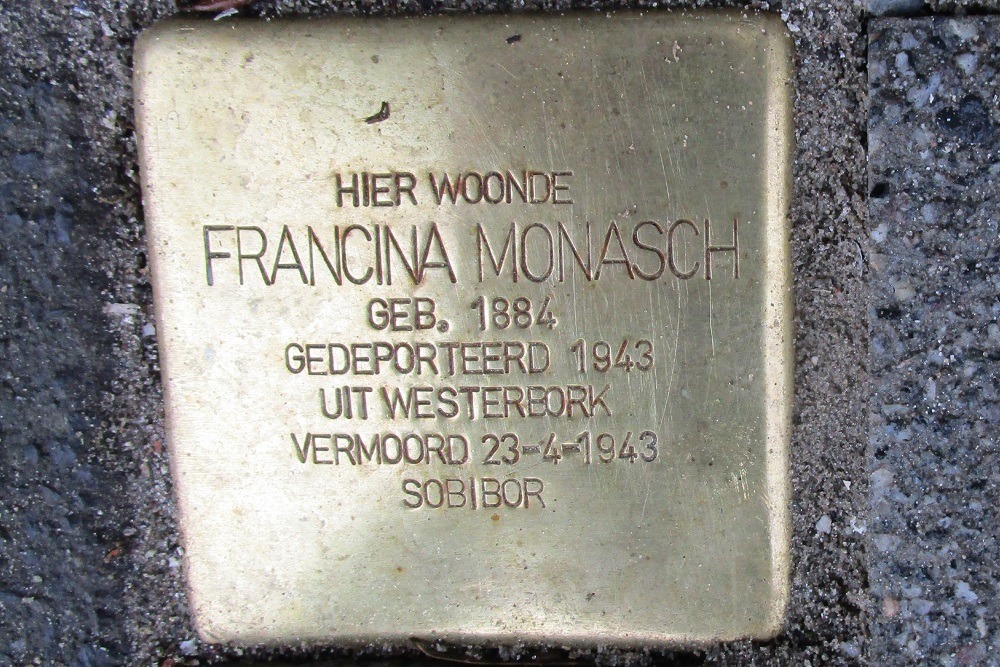 HIER WOONDE
FRANCINA MONASCH
GEB. 1884
GEDEPORTEERD 1943
UIT WESTERBORK
VERMOORD 23-4-1943
SOBIBOR